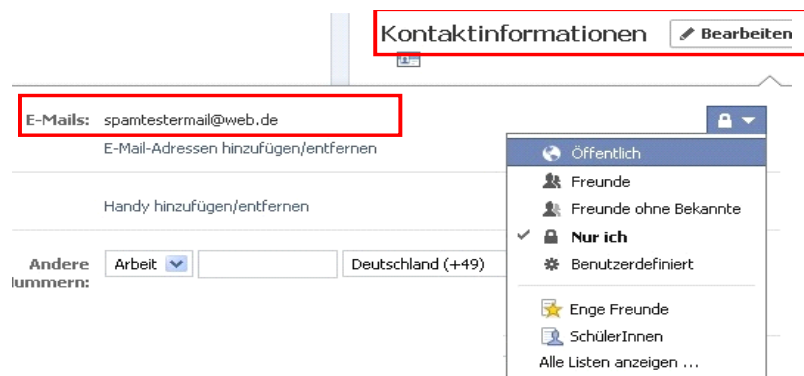 Kontaktinformationen Bearbeiten
E-Mails: spamtestermail@web.de
E-Mail-Adressen hinzufügen/entfernen
Handy hinzufügen/entfernen
Andere
Nummern:
Arbeit Deutschland (+49)
Öffentlich
Freunde
Freunde ohne Bekannte
Nur ich
Benutzerdefiniert
Enge Freunde
SchülerInnen
Alle Listen anzeigen ...